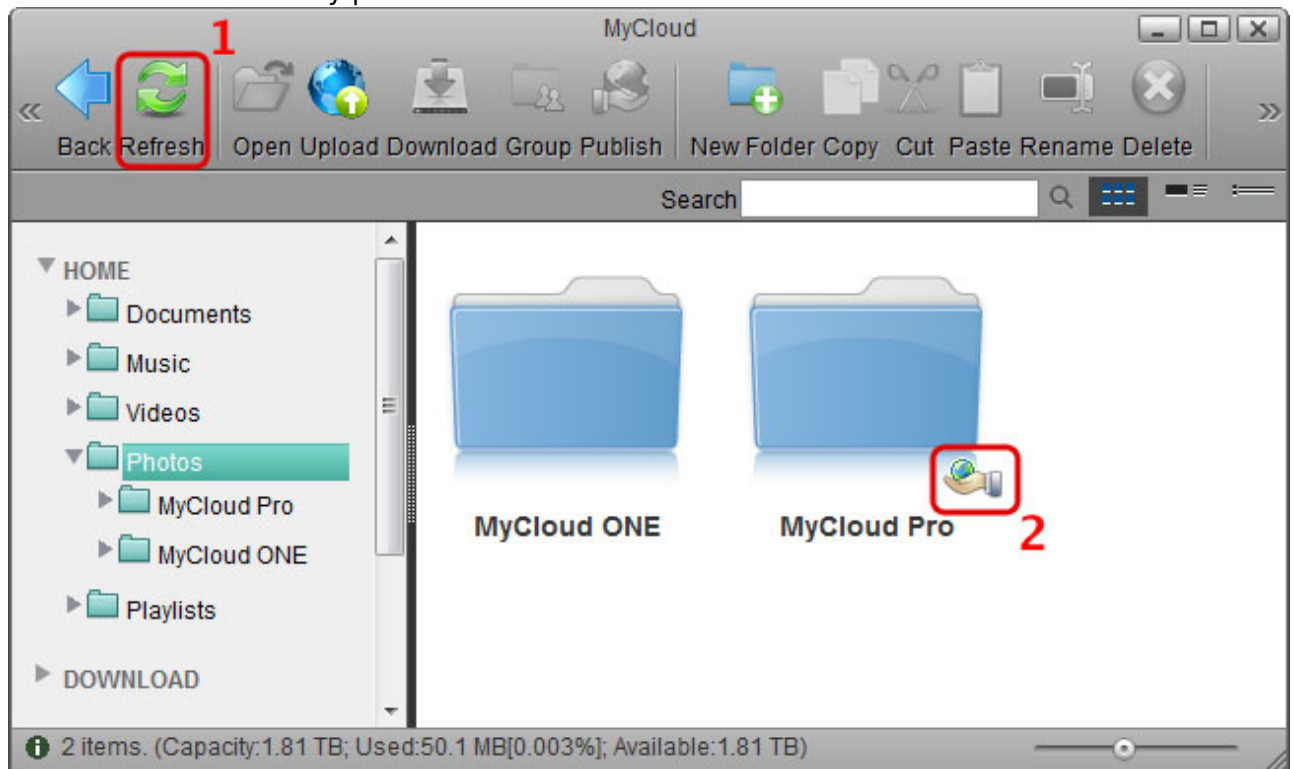 MyCloud
1
Back Refresh Open Upload Download Group Publish New Folder Copy Cut Paste Rename Delete
Search
HOME
Documents
Music
Videos
Photos
MyCloud Pro
MyCloud ONE
Playlists
DOWNLOAD
MyCloud ONE MyCloud Pro
2
2 items. (Capacity:1.81 TB; Used:50.1 MB[0.003%]; Available:1.81 TB)